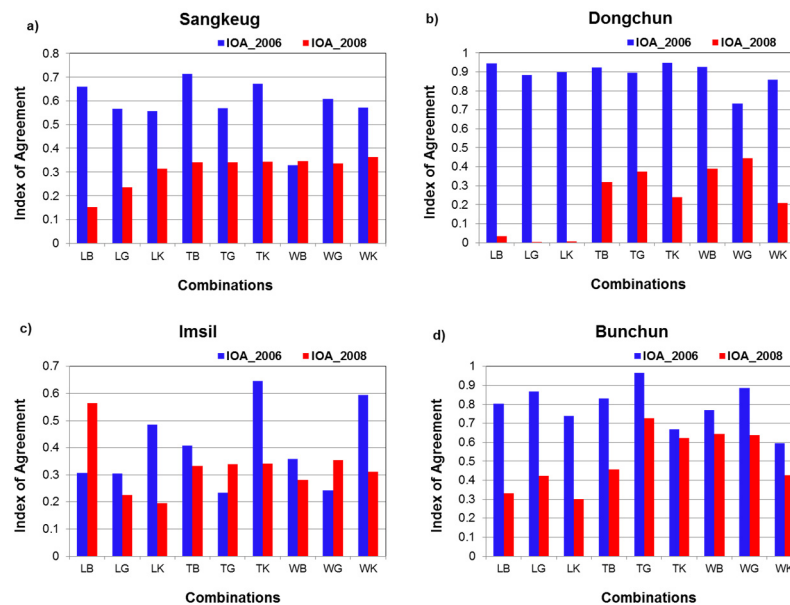 a)
Sangkeug
IOA_2006 IOA_2008
0.8
0.7
0.6
0.5
0.4
0.3
0.2
0.1
0
Index of Agreement
LB LG LK TB TG TK WB WG WK
Combinations
b)
Dongchun
IOA_2006 IOA_2008
1
0.9
0.8
0.7
0.6
0.5
0.4
0.3
0.2
0.1
0
Index of Agreement
LB LG LK TB TG TK WB WG WK
Combinations
c)
Imsil
IOA_2006 IOA_2008
0.7
0.6
0.5
0.4
0.3
0.2
0.1
0
Index of Agreement
LB LG LK TB TG TK WB WG WK
Combinations
d)
Bunchun
IOA_2006 IOA_2008
1
0.9
0.8
0.7
0.6
0.5
0.4
0.3
0.2
0.1
0
Index of Agreement
LB LG LK TB TG TK WB WG WK
Combinations